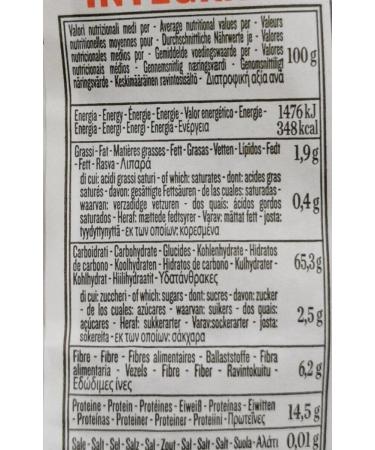 Valori nutrizionali medi per - Average nutritional values per - Valeurs
nutritionelles moyennes pour - Durchschnittliche Nährwerte je - Valores
nutricionales medios por - Gemiddelde voedingswaarde per - Valores
nutricionais médios por - Gennemsnitlig næringsværdi - Genomsnittligt
näringsvärde - Keskimääräinen ravintosisältö - Διατροφική αξία ανά
100 g
Energia - Energy - Énergie - Energie - Valor energético - Energie -
Energia - Energi - Energi - Energia - Ενέργεια
1476 kJ
348 kcal
Grassi - Fat - Matières grasses - Fett - Grasas - Vetten - Lípidos - Fedt
- Fett - Rasva - Λιπαρά
1,9 g
di cui: acidi grassi saturi - of which: saturates - dont: acides gras
saturés - davon: gesättigte Fettsäuren - de las cuales: saturadas -
waarvan: verzadigde vetzuren - dos quais: ácidos gordos
saturados - Heraf: mættede fedtsyrer - Varav: mättat fett - josta:
tyydyttynyttä - εκ των οποίων: κορεσμένα
0,4 g
Carboidrati - Carbohydrate - Glucides - Kohlenhydrate - Hidratos
de carbono - Koolhydraten - Hidratos de carbono - Kulhydrater -
Kohlhydrat - Hiilihydraatit - Υδατάνθρακες
65,3 g
di cui: zuccheri - of which: sugars - dont: sucres - davon: zucker
- de los cuales: azúcares - waarvan: suikers - dos quais:
açúcares - Heraf: sukkerarter - Varav:sockerarter - josta:
sokereita - εκ των οποίων: σάκχαρα
2,5 g
Fibre - Fibre - Fibres alimentaires - Ballaststoffe - Fibra
alimentaria - Vezels - Fibra - Fibre - Fiber - Ravintokuitu -
Εδώδιμες ίνες
6,2 g
Proteine - Protein - Protéines - Eiweiß - Proteínas - Eiwitten
- Proteínas - Proteiner - Proteiner - Proteiini - Πρωτεΐνες
14,5 g
Sale - Salt - Sel - Salz - Sal - Zout - Sal - Salt - Salt - Suola - Αλάτι
0,01 g